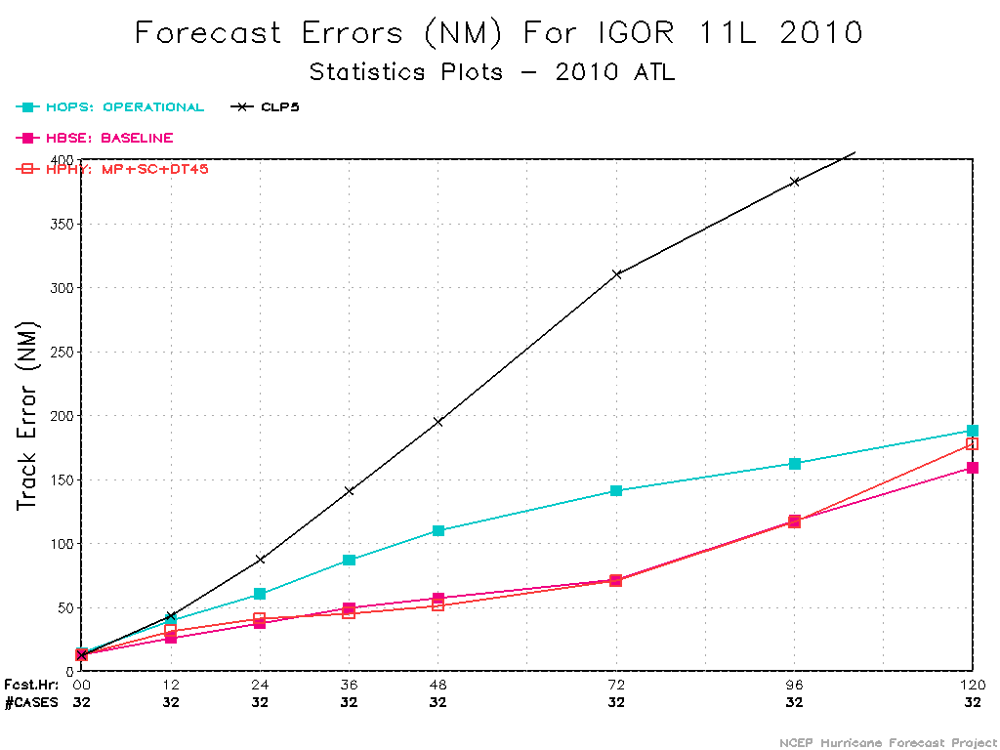 Forecast Errors (NM) For IGOR 11L 2010
Statistics Plots – 2010 ATL
HOPS: OPERATIONAL CLP5
HBSE: BASELINE
HPHY: MP+SC+DT45
400
350
300
250
200
150
100
50
0
Track Error (NM)
Fcst.Hr: 00 12 24 36 48 72 96 120
#CASES 32 32 32 32 32 32 32 32
NCEP Hurricane Forecast Project